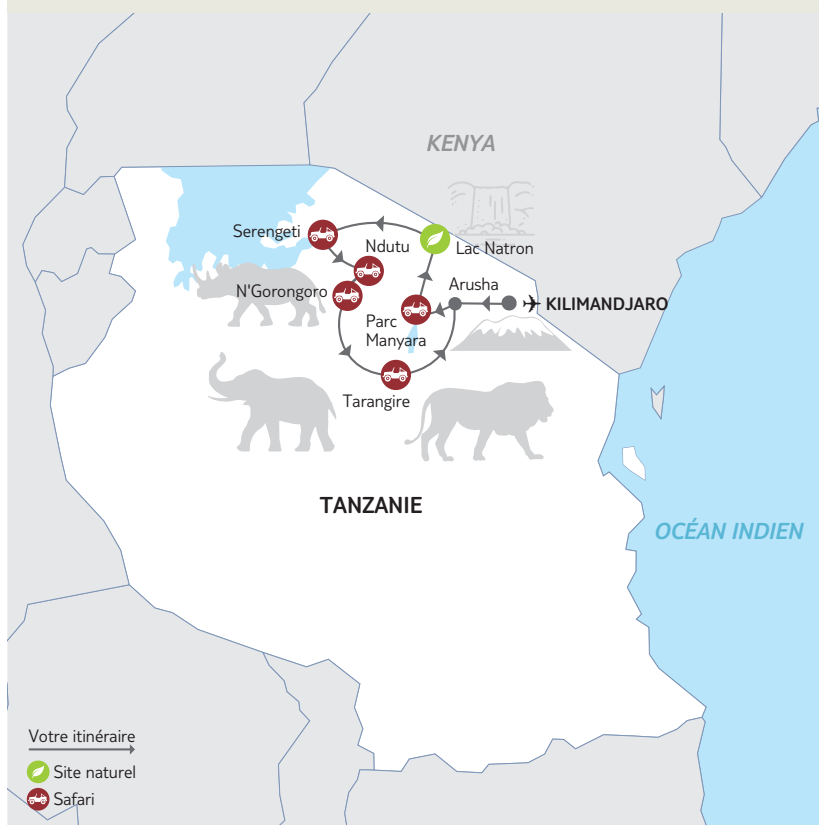 KENYA
Serengeti
Ndutu
Lac Natron
N'Gorongoro
Arusha
KILIMANDJARO
Parc
Manyara
Tarangire
TANZANIE
OCÉAN INDIEN
Votre itinéraire
Site naturel
Safari